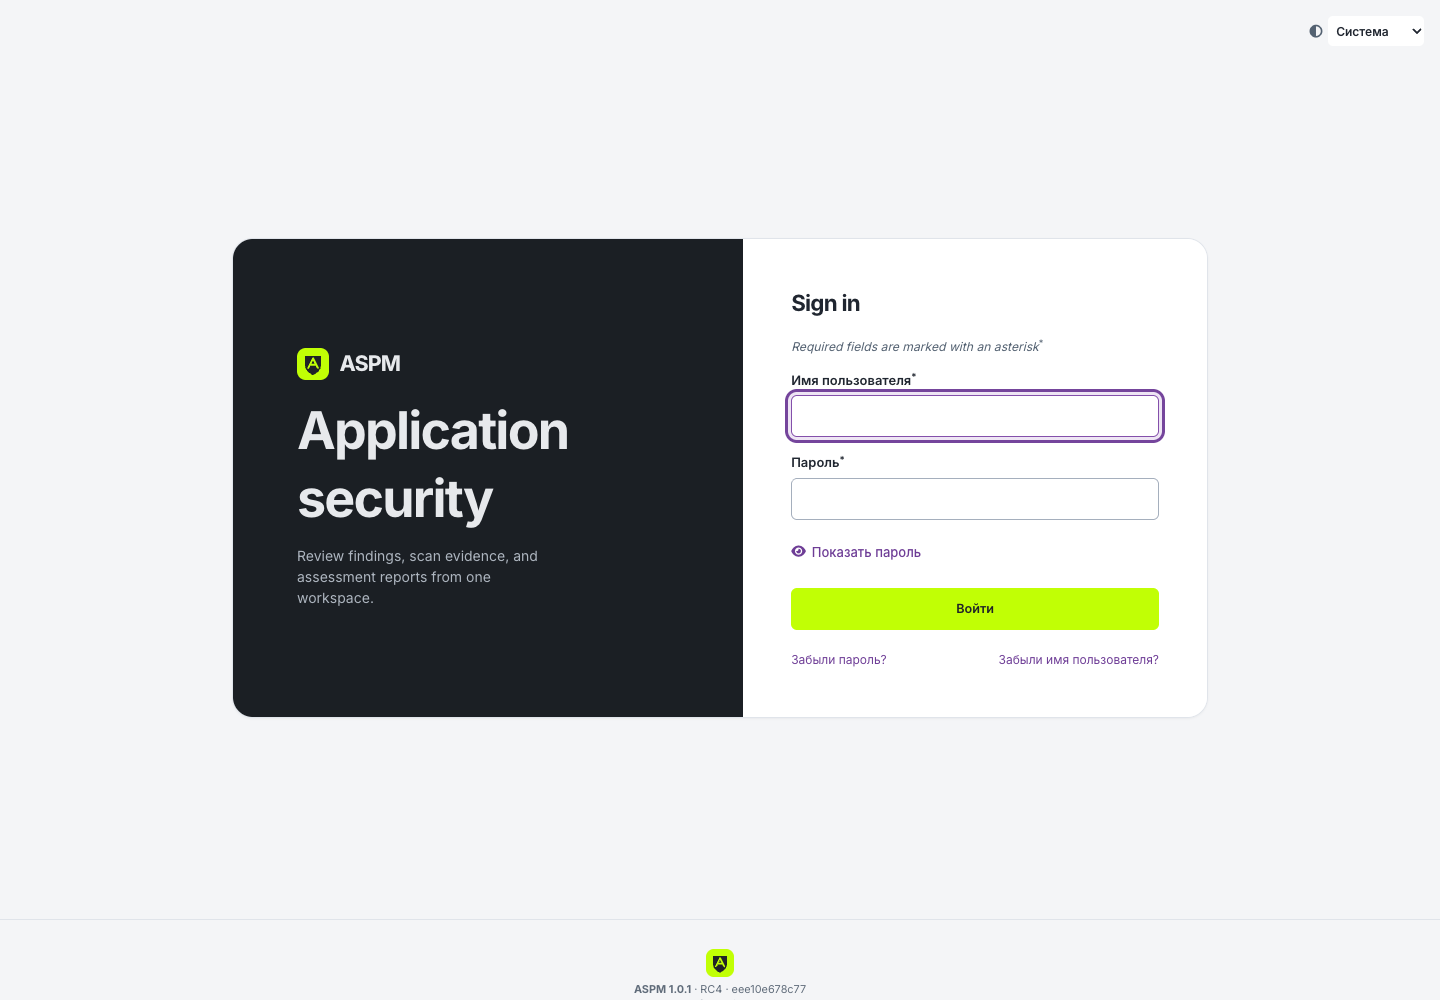 Система
ASPM
Application
security
Review findings, scan evidence, and
assessment reports from one
workspace.
Sign in
Required fields are marked with an asterisk*
Имя пользователя*
Пароль*
Показать пароль
Войти
Забыли пароль?
Забыли имя пользователя?
ASPM 1.0.1 · RC4 · eee10e678c77